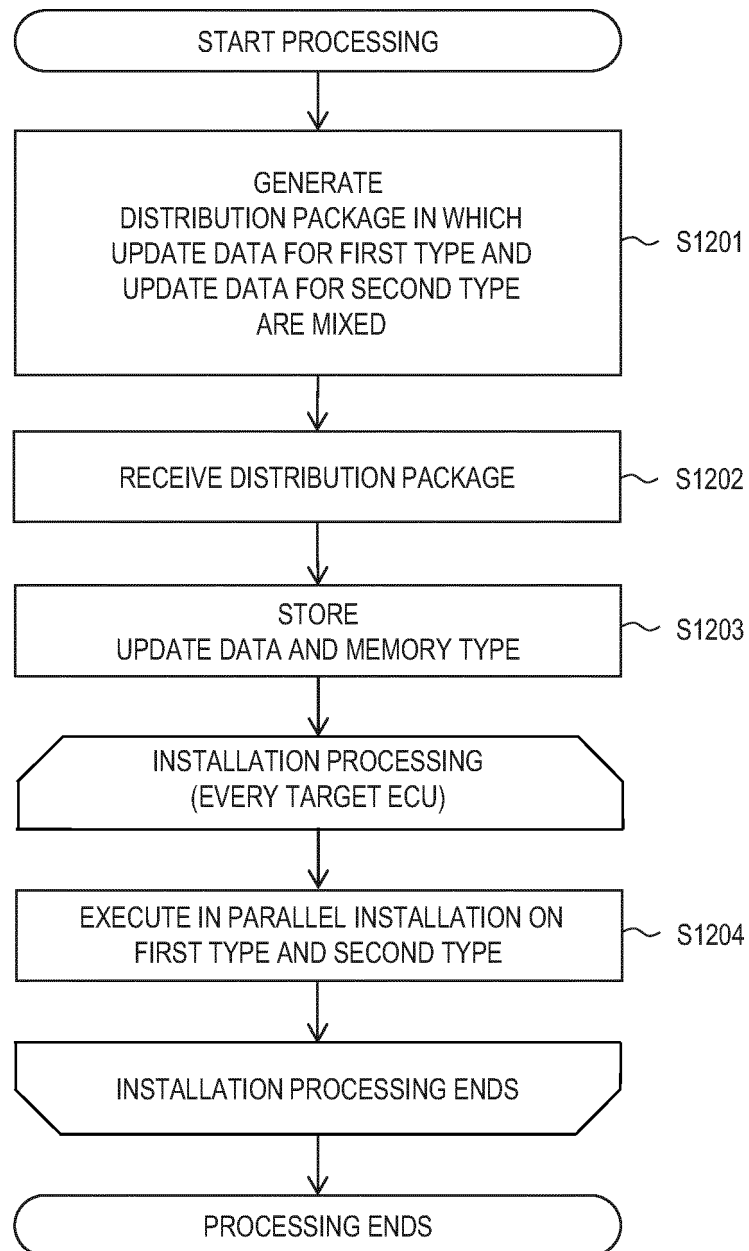 START PROCESSING
GENERATE
DISTRIBUTION PACKAGE IN WHICH
UPDATE DATA FOR FIRST TYPE AND
UPDATE DATA FOR SECOND TYPE
ARE MIXED
S1201
RECEIVE DISTRIBUTION PACKAGE
S1202
STORE
UPDATE DATA AND MEMORY TYPE
S1203
INSTALLATION PROCESSING
(EVERY TARGET ECU)
EXECUTE IN PARALLEL INSTALLATION ON
FIRST TYPE AND SECOND TYPE
S1204
INSTALLATION PROCESSING ENDS
PROCESSING ENDS